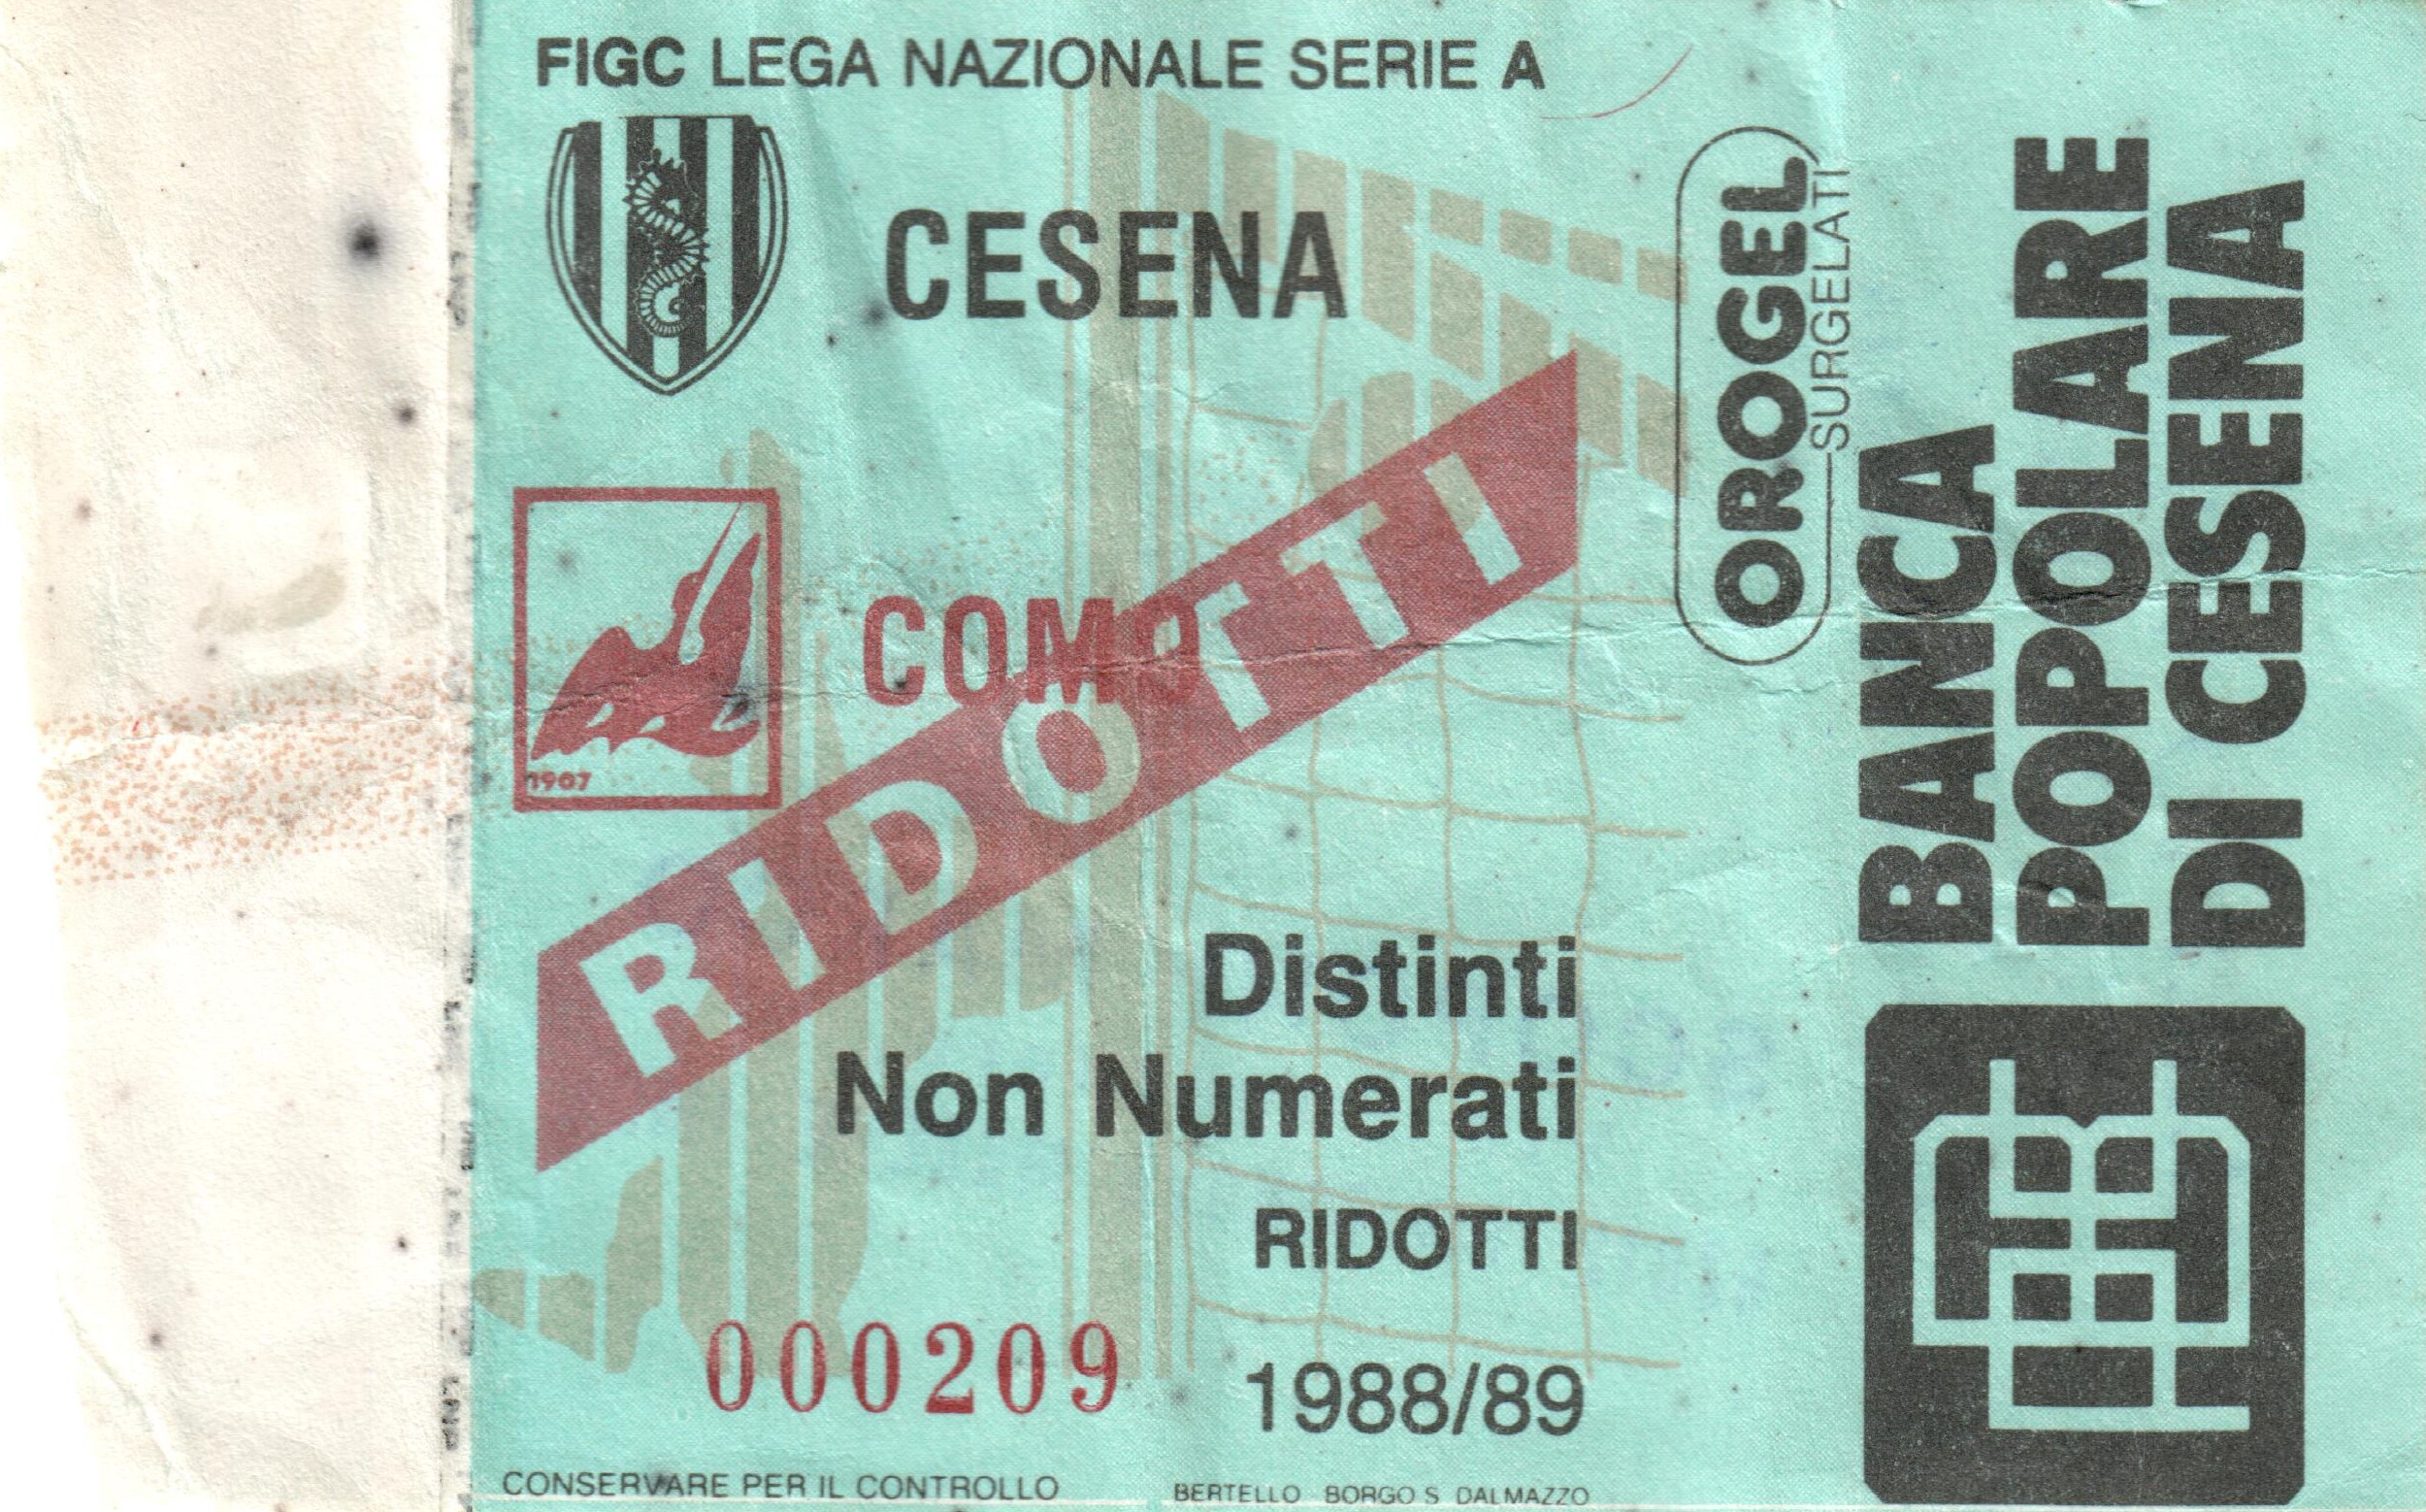 FIGC LEGA NAZIONALE SERIE A
CESENA
1907
COMO
RIDOTTI
Distinti
Non Numerati
RIDOTTI
000209
1988/89
CONSERVARE PER IL CONTROLLO
BERTELLO BORGO S DALMAZZO
OROGEL
SURGELATI
BANCA
POPOLARE
DI CESENA